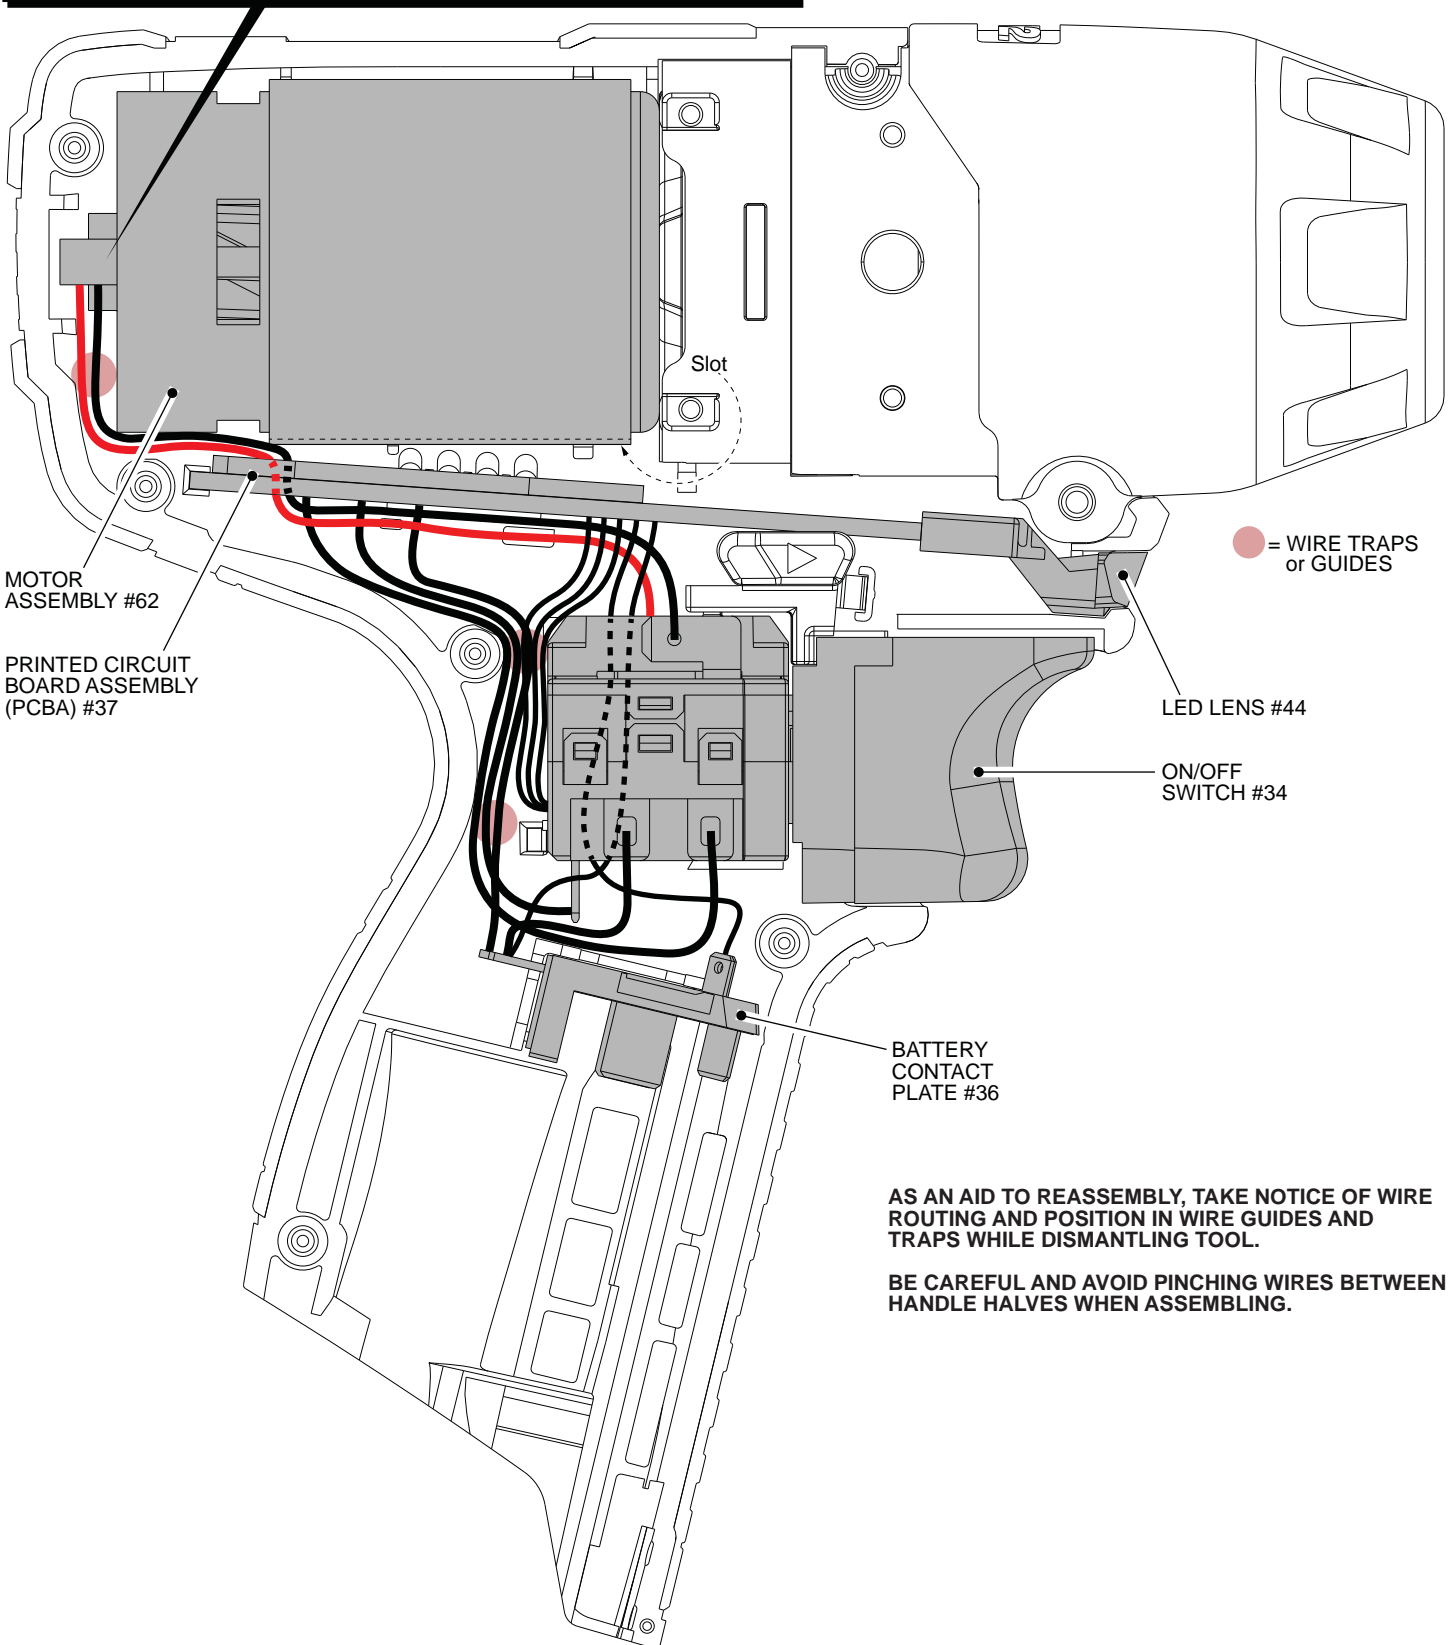 Slot
= WIRE TRAPS
or GUIDES
MOTOR
ASSEMBLY #62
PRINTED CIRCUIT
BOARD ASSEMBLY
(PCBA) #37
LED LENS #44
ON/OFF
SWITCH #34
BATTERY
CONTACT
PLATE #36
AS AN AID TO REASSEMBLY, TAKE NOTICE OF WIRE
ROUTING AND POSITION IN WIRE GUIDES AND
TRAPS WHILE DISMANTLING TOOL.
BE CAREFUL AND AVOID PINCHING WIRES BETWEEN
HANDLE HALVES WHEN ASSEMBLING.